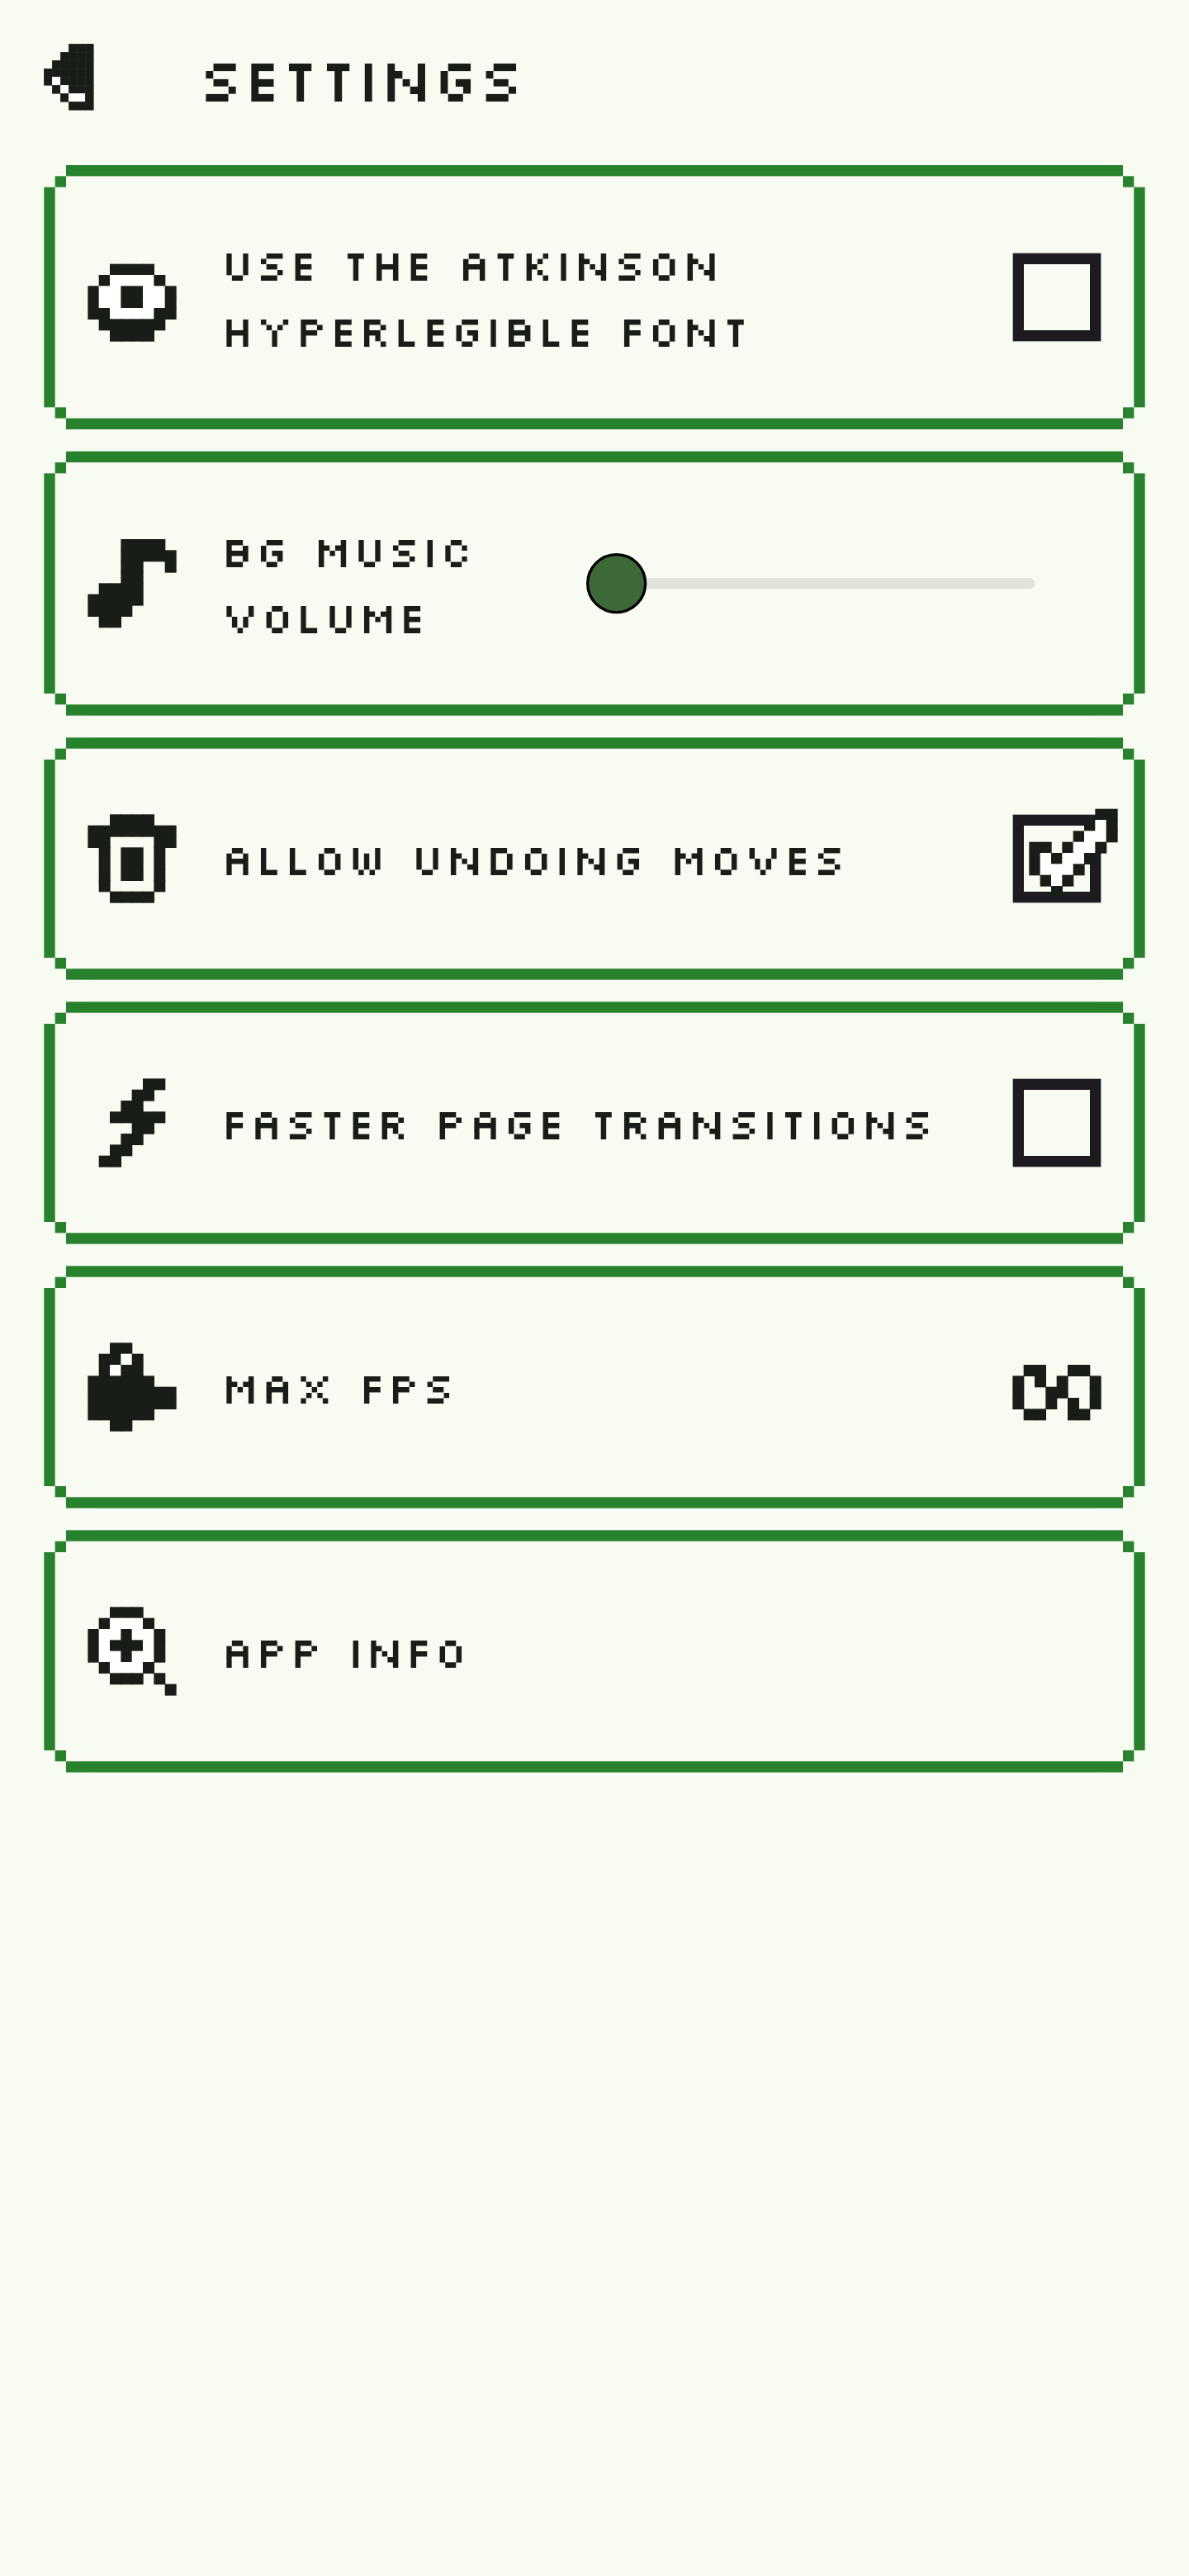 SETTINGS
USE THE ATKINSON
HYPERLEGIBLE FONT
BG MUSIC
VOLUME
ALLOW UNDOING MOVES
FASTER PAGE TRANSITIONS
MAX FPS
∞
APP INFO